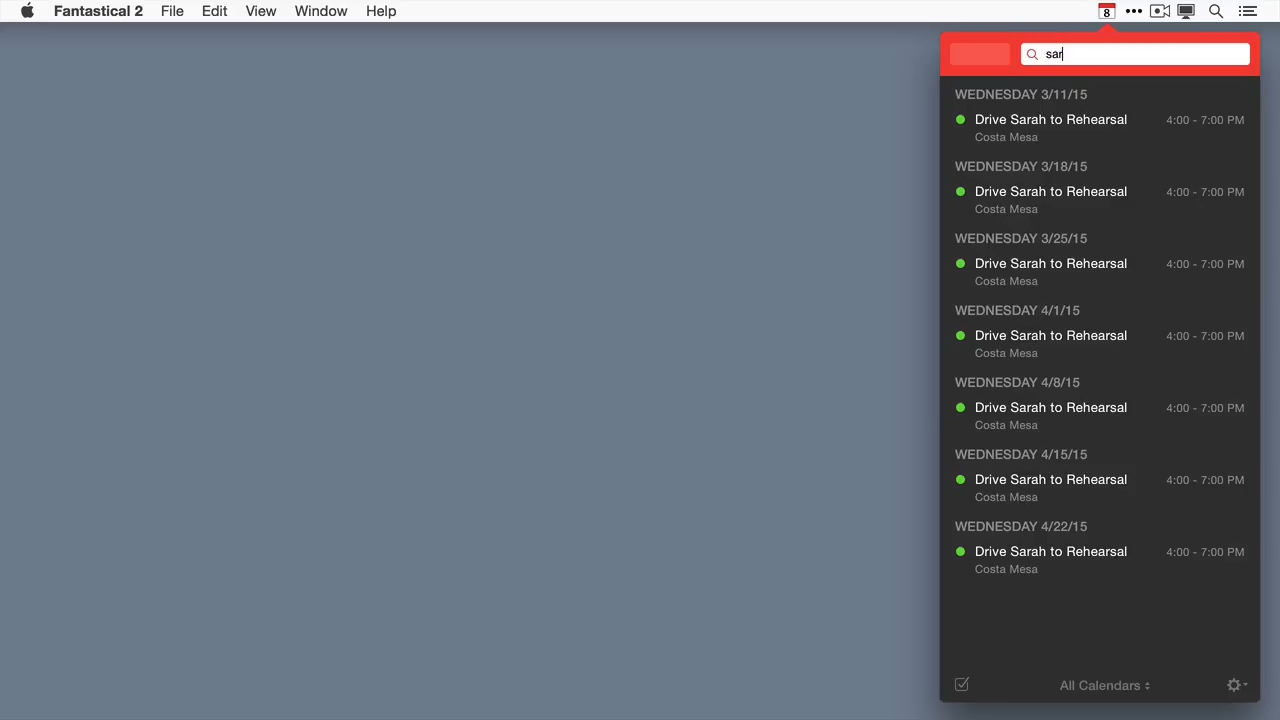 Fantastical 2 File Edit View Window Help 8
sar
WEDNESDAY 3/11/15
Drive Sarah to Rehearsal 4:00 - 7:00 PM
Costa Mesa
WEDNESDAY 3/18/15
Drive Sarah to Rehearsal 4:00 - 7:00 PM
Costa Mesa
WEDNESDAY 3/25/15
Drive Sarah to Rehearsal 4:00 - 7:00 PM
Costa Mesa
WEDNESDAY 4/1/15
Drive Sarah to Rehearsal 4:00 - 7:00 PM
Costa Mesa
WEDNESDAY 4/8/15
Drive Sarah to Rehearsal 4:00 - 7:00 PM
Costa Mesa
WEDNESDAY 4/15/15
Drive Sarah to Rehearsal 4:00 - 7:00 PM
Costa Mesa
WEDNESDAY 4/22/15
Drive Sarah to Rehearsal 4:00 - 7:00 PM
Costa Mesa
All Calendars